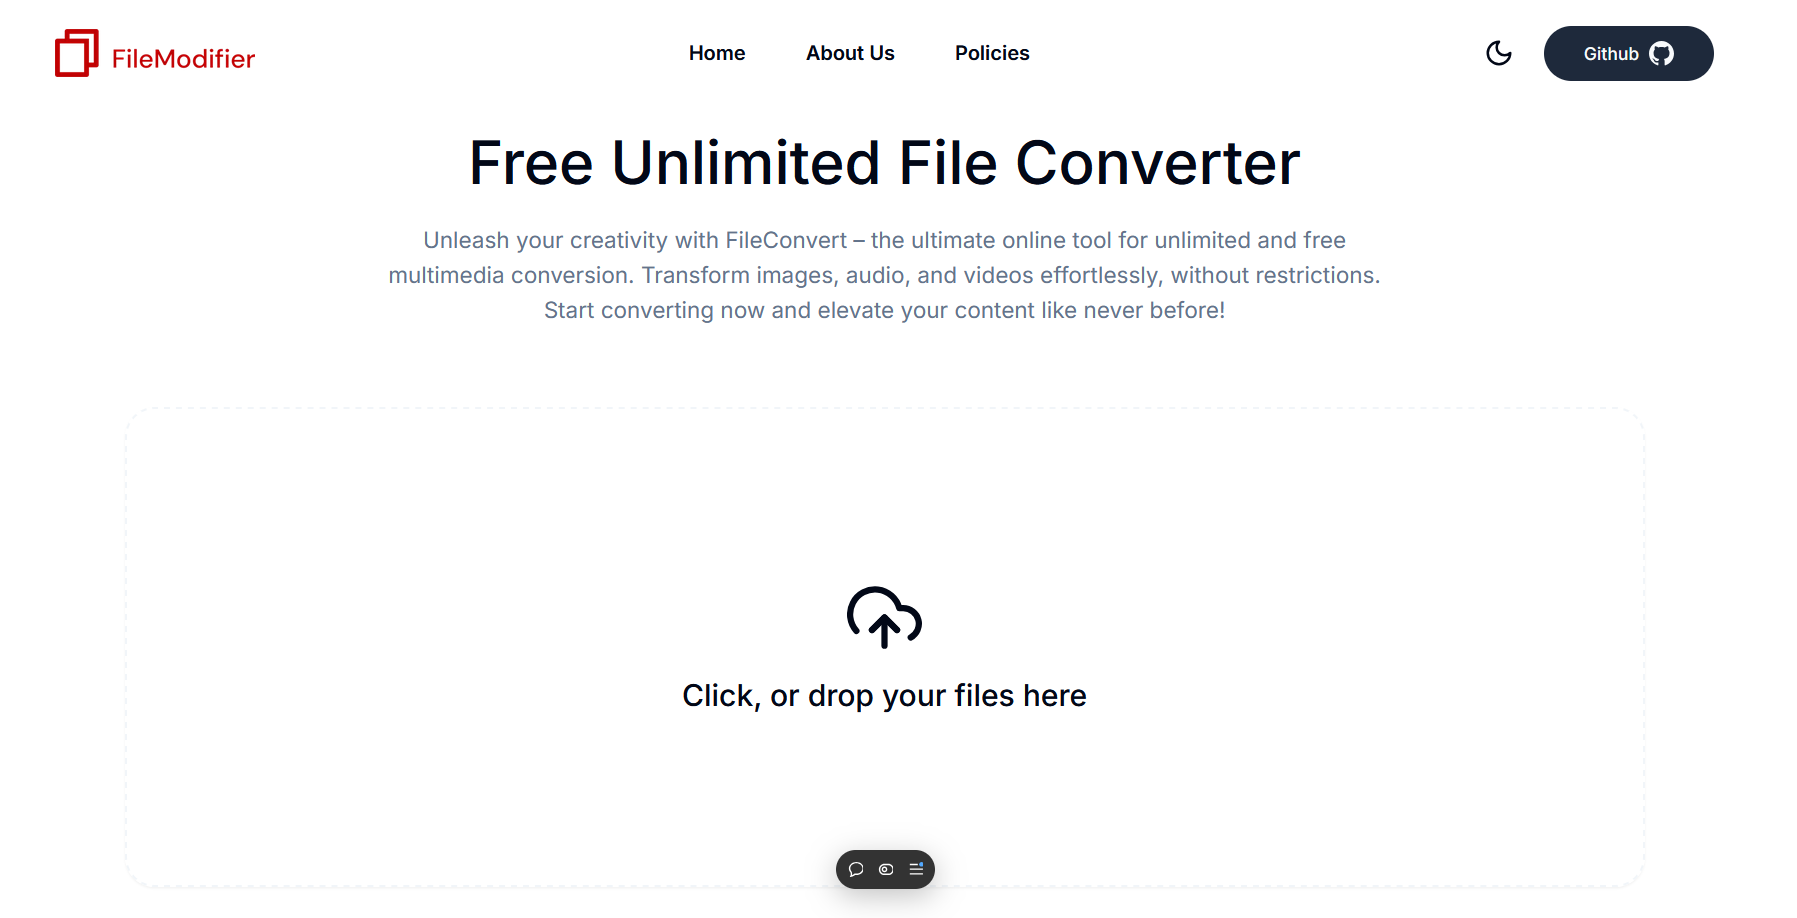 FileModifier
Home
About Us
Policies
Github
Free Unlimited File Converter
Unleash your creativity with FileConvert – the ultimate online tool for unlimited and free
multimedia conversion. Transform images, audio, and videos effortlessly, without restrictions.
Start converting now and elevate your content like never before!
Click, or drop your files here